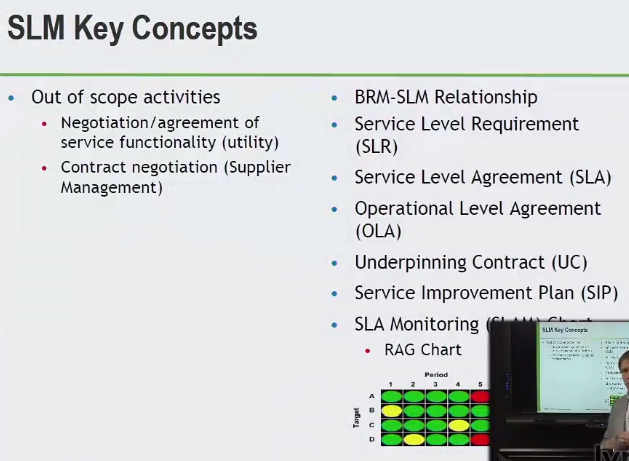 SLM Key Concepts
Out of scope activities
Negotiation/agreement of
service functionality (utility)
Contract negotiation (Supplier
Management)
BRM-SLM Relationship
Service Level Requirement
(SLR)
Service Level Agreement (SLA)
Operational Level Agreement
(OLA)
Underpinning Contract (UC)
Service Improvement Plan (SIP)
SLA Monitoring (SLAM) Chart
RAG Chart
Period
1 2 3 4 5
Target
A
B
C
D
SLM Key Concepts